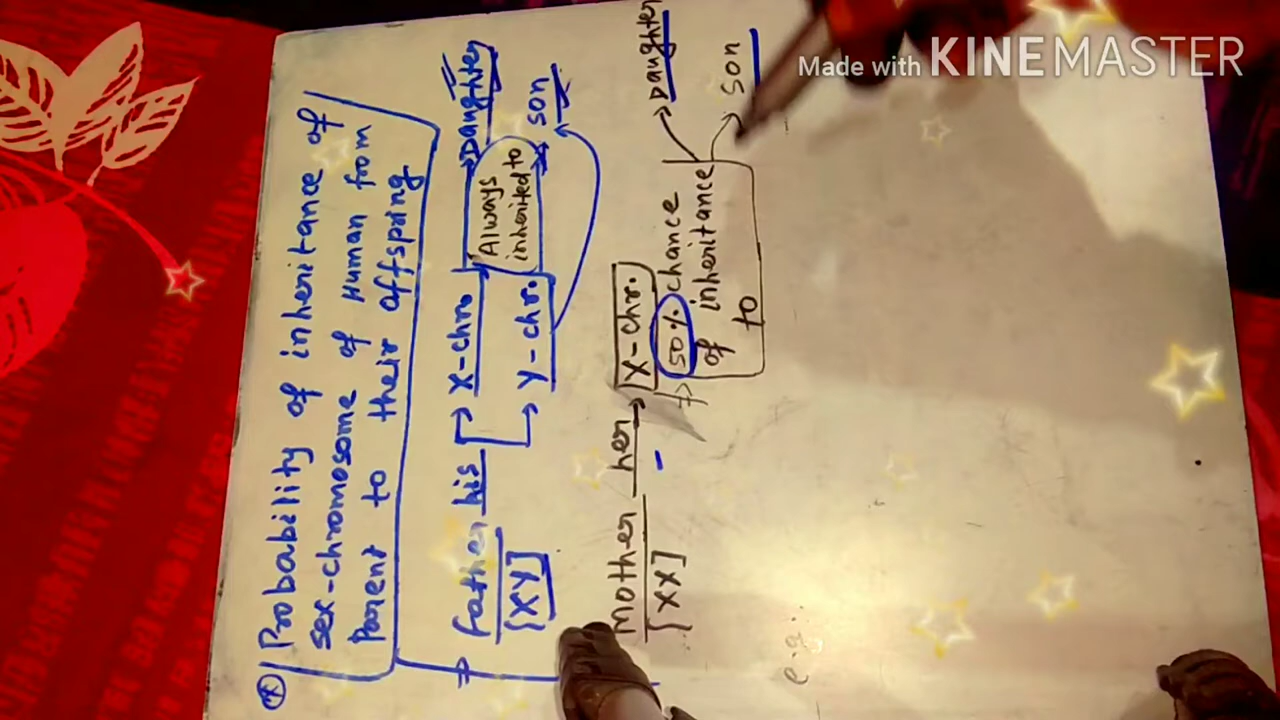 (*) Probability of inheritance of
sex-chromosome of Human from
Parent to their offspring
⇒ Father his → X-chro → Daughter
[XY] → Y-chr. → son
Always
inherited to
Mother her → X-chr. → Daughter
[XX] ⇒ 50% chance
of inheritance → son
to
e.g.
Made with KINEMASTER